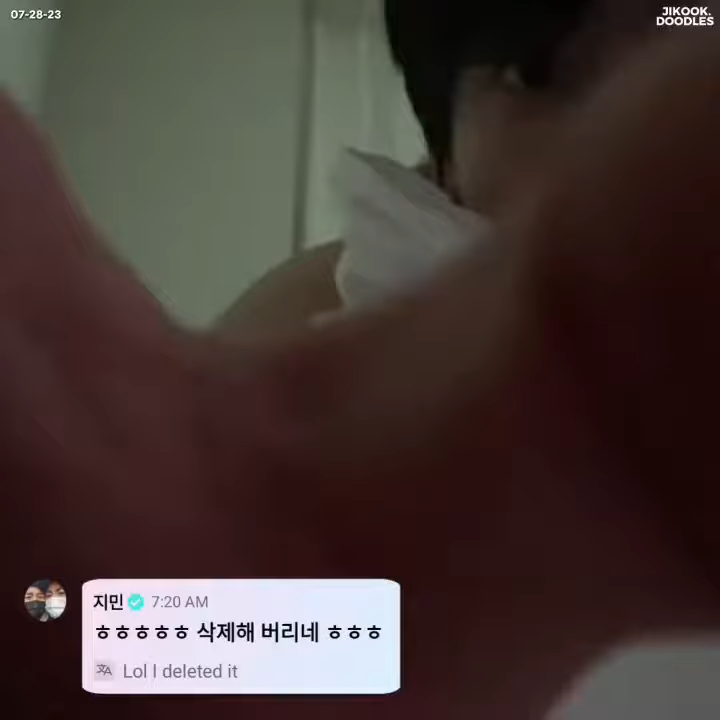 07-28-23
JIKOOK.
DOODLES
지민 7:20 AM
ㅎㅎㅎㅎㅎ 삭제해 버리네 ㅎㅎㅎ
Lol I deleted it